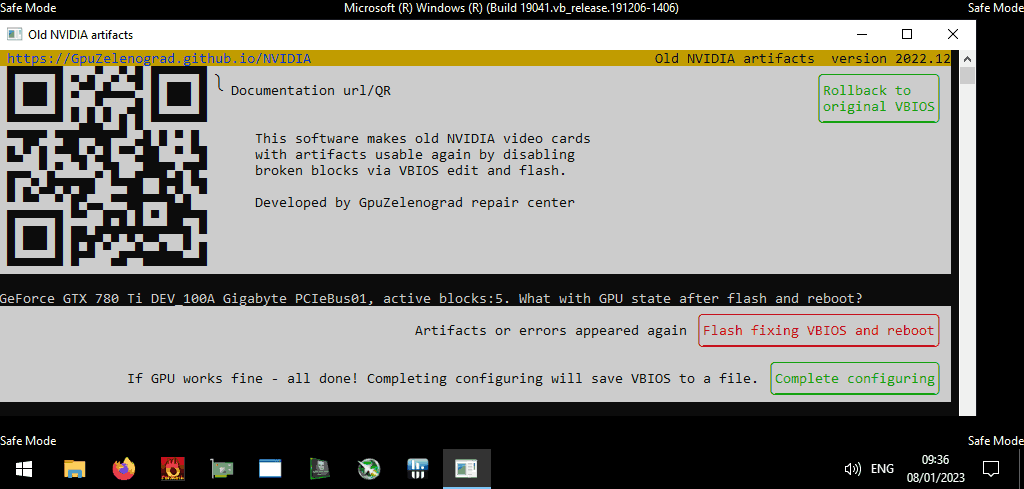 Safe Mode
Microsoft (R) Windows (R) (Build 19041.vb_release.191206-1406)
Safe Mode
Old NVIDIA artifacts
https://GpuZelenograd.github.io/NVIDIA
Old NVIDIA artifacts version 2022.12
Documentation url/QR
Rollback to
original VBIOS
This software makes old NVIDIA video cards
with artifacts usable again by disabling
broken blocks via VBIOS edit and flash.
Developed by GpuZelenograd repair center
GeForce GTX 780 Ti DEV_100A Gigabyte PCIeBus01, active blocks:5. What with GPU state after flash and reboot?
Artifacts or errors appeared again
Flash fixing VBIOS and reboot
If GPU works fine - all done! Completing configuring will save VBIOS to a file.
Complete configuring
Safe Mode
Safe Mode
ENG
09:36
08/01/2023